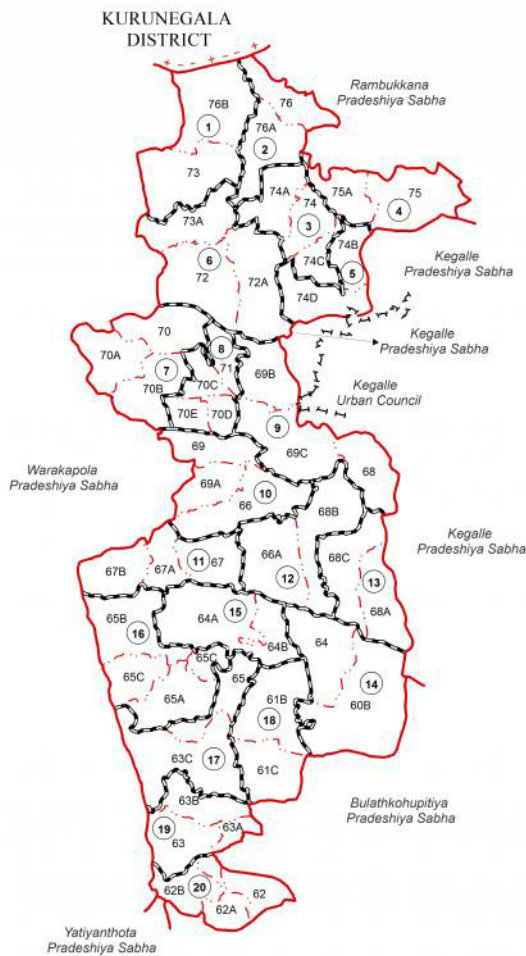 KURUNEGALA
DISTRICT
Rambukkana
Pradeshiya Sabha
76B
76
1
76A
2
73
74A
74
75A
75
3
4
73A
74B
6
74C
5
Kegalle
Pradeshiya Sabha
72
72A
74D
70
8
Kegalle
Pradeshiya Sabha
70A
7
71
69B
70B
70C
Kegalle
Urban Council
70E
70D
9
69
69C
Warakapola
Pradeshiya Sabha
69A
10
68
66
68B
Kegalle
Pradeshiya Sabha
11
67
66A
68C
67B
67A
12
13
65B
64A
15
68A
16
64B
64
65C
65C
65
14
65A
61B
60B
18
63C
17
61C
63B
Bulathkohupitiya
Pradeshiya Sabha
19
63A
63
62B
20
62
62A
Yatiyanthota
Pradeshiya Sabha